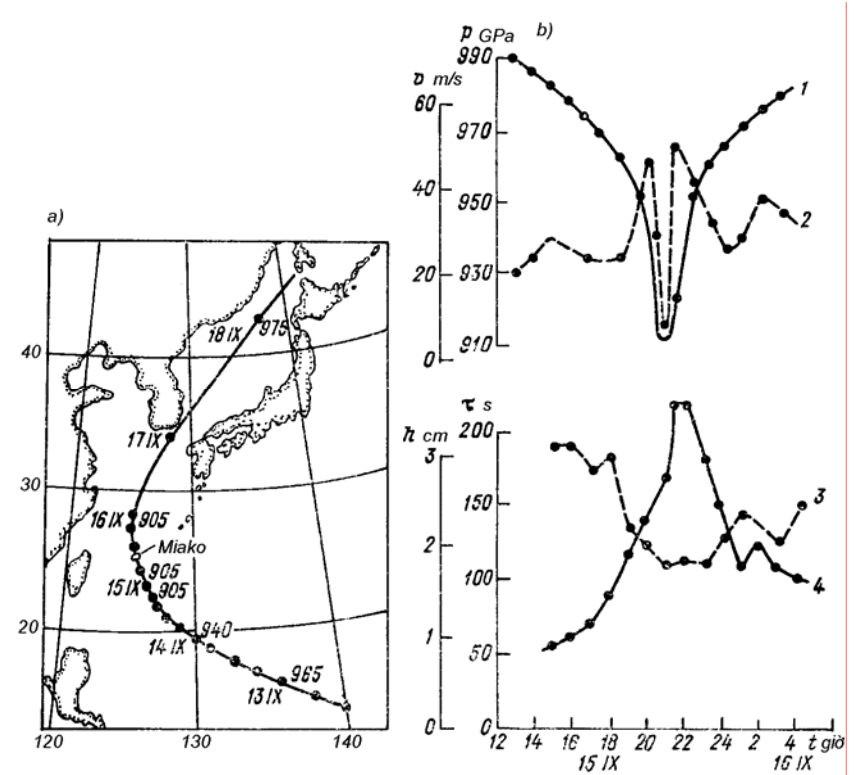 a)
40
30
20
120
130
140
18 IX
975
17 IX
16 IX
905
Miako
905
15 IX
905
940
14 IX
965
13 IX
b)
p GPa
990
970
950
930
910
υ m/s
60
40
20
0
1
2
τ s
200
150
100
50
0
h cm
3
2
1
0
3
4
12 14 16 18 20 22 24 2 4 t giờ
15 IX 16 IX